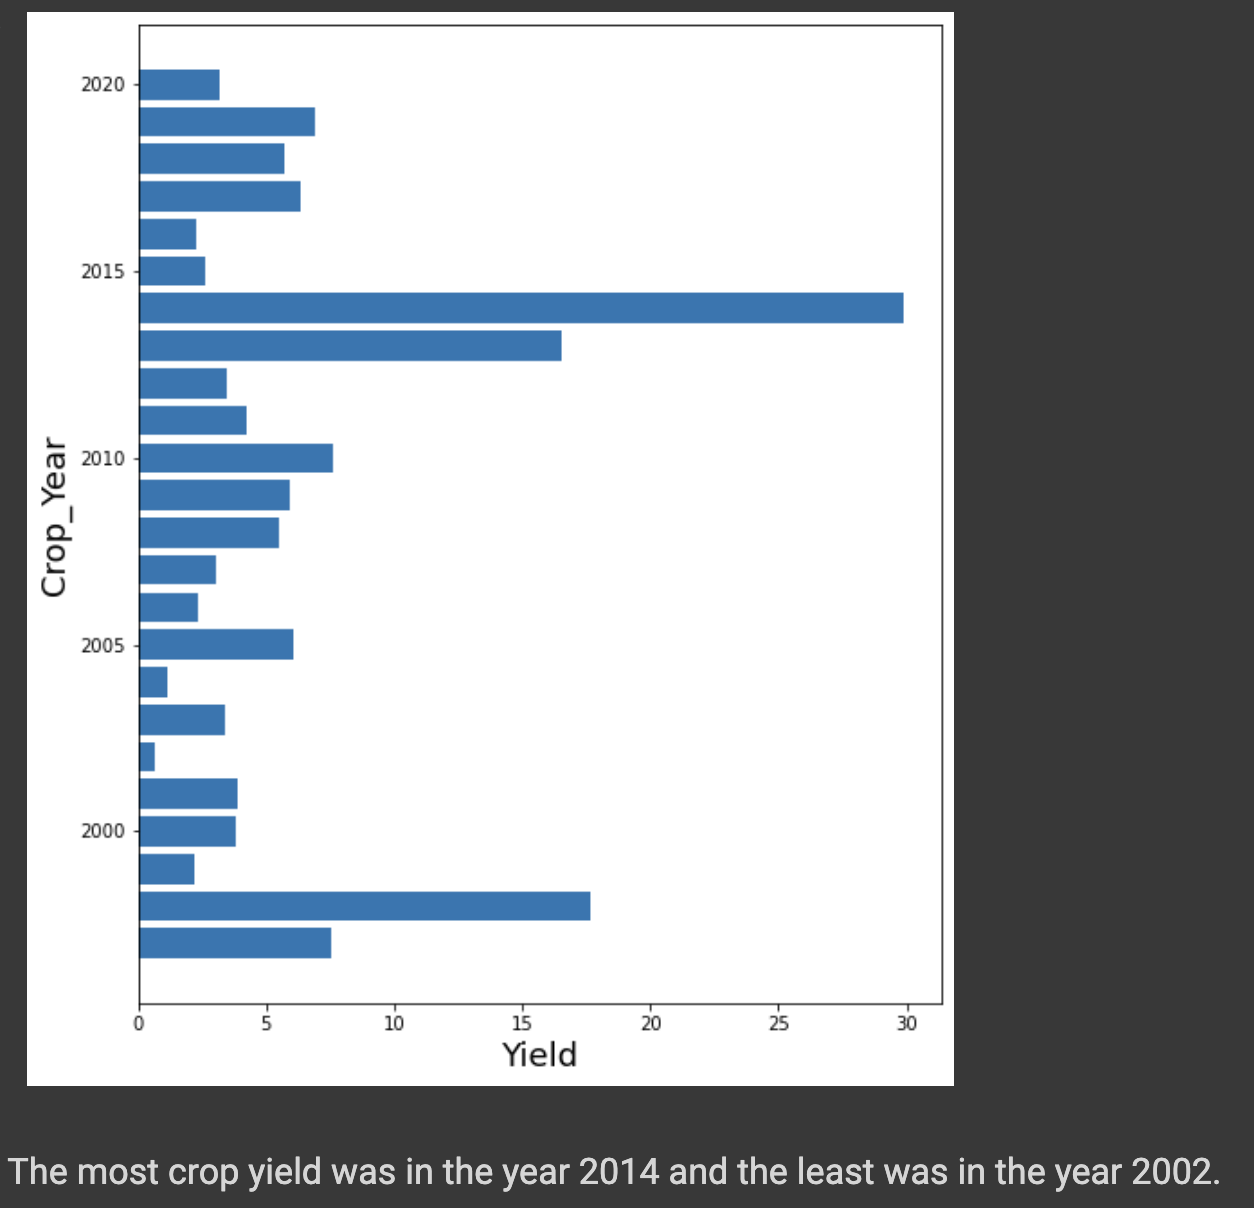 2020
2015
2010
2005
2000
Crop_Year
0 5 10 15 20 25 30
Yield
The most crop yield was in the year 2014 and the least was in the year 2002.